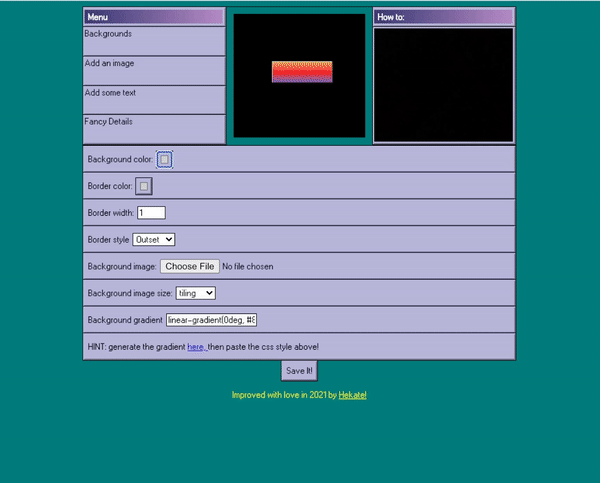 Menu
How to:
Backgrounds
Add an image
Add some text
Fancy Details
Background color:
Border color:
Border width: 1
Border style Outset
Background image: Choose File No file chosen
Background image size: tiling
Background gradient linear-gradient(0deg, #8
HINT: generate the gradient here, then paste the css style above!
Save It!
Improved with love in 2021 by Hekate!